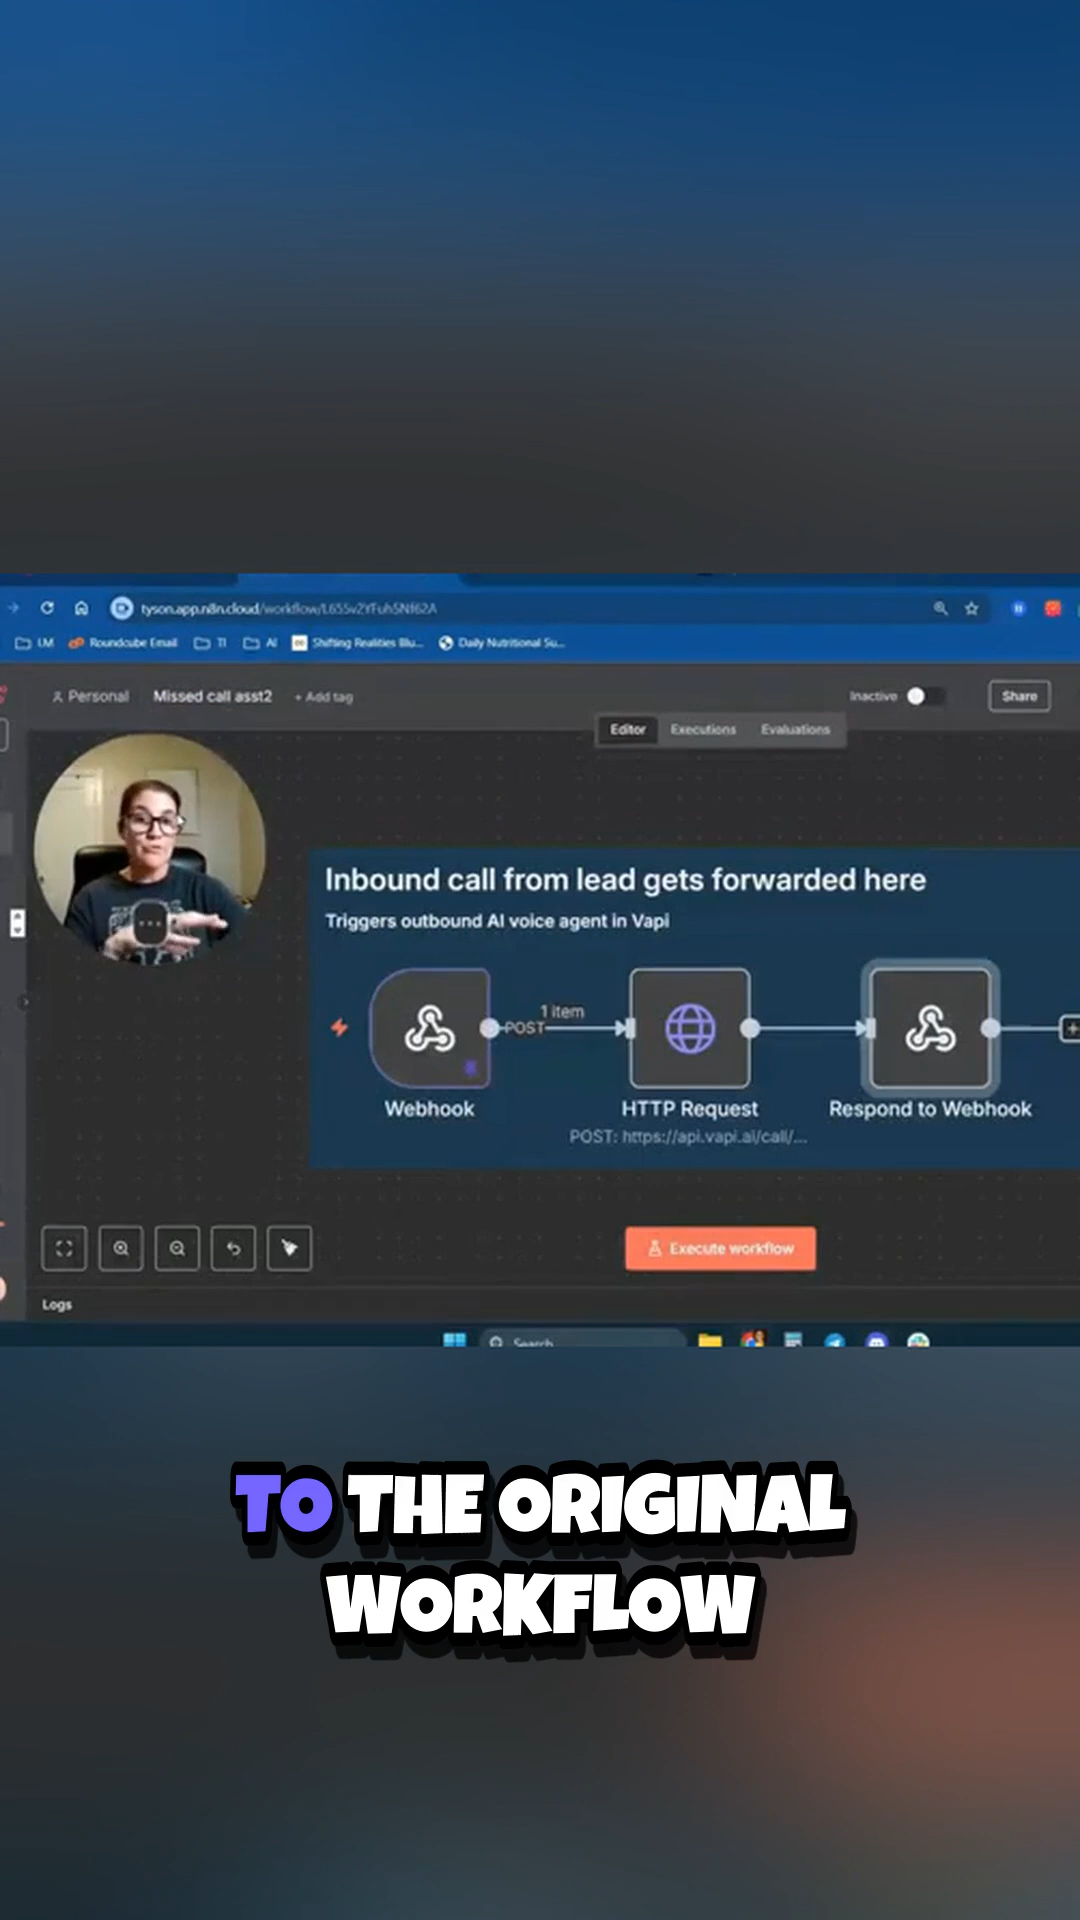 tyson.app.n8n.cloud/workflow/L655v2YFuh5Nf62A
I.M Roundcube Email TI AI Shifting Realities Blu... Daily Nutritional Su...
Personal Missed call asst2 + Add tag Inactive Share
Editor Executions Evaluations
Inbound call from lead gets forwarded here
Triggers outbound AI voice agent in Vapi
1 item
POST
Webhook HTTP Request Respond to Webhook
POST: https://api.vapi.ai/call/...
Execute workflow
Logs
Search
TO THE ORIGINAL
WORKFLOW